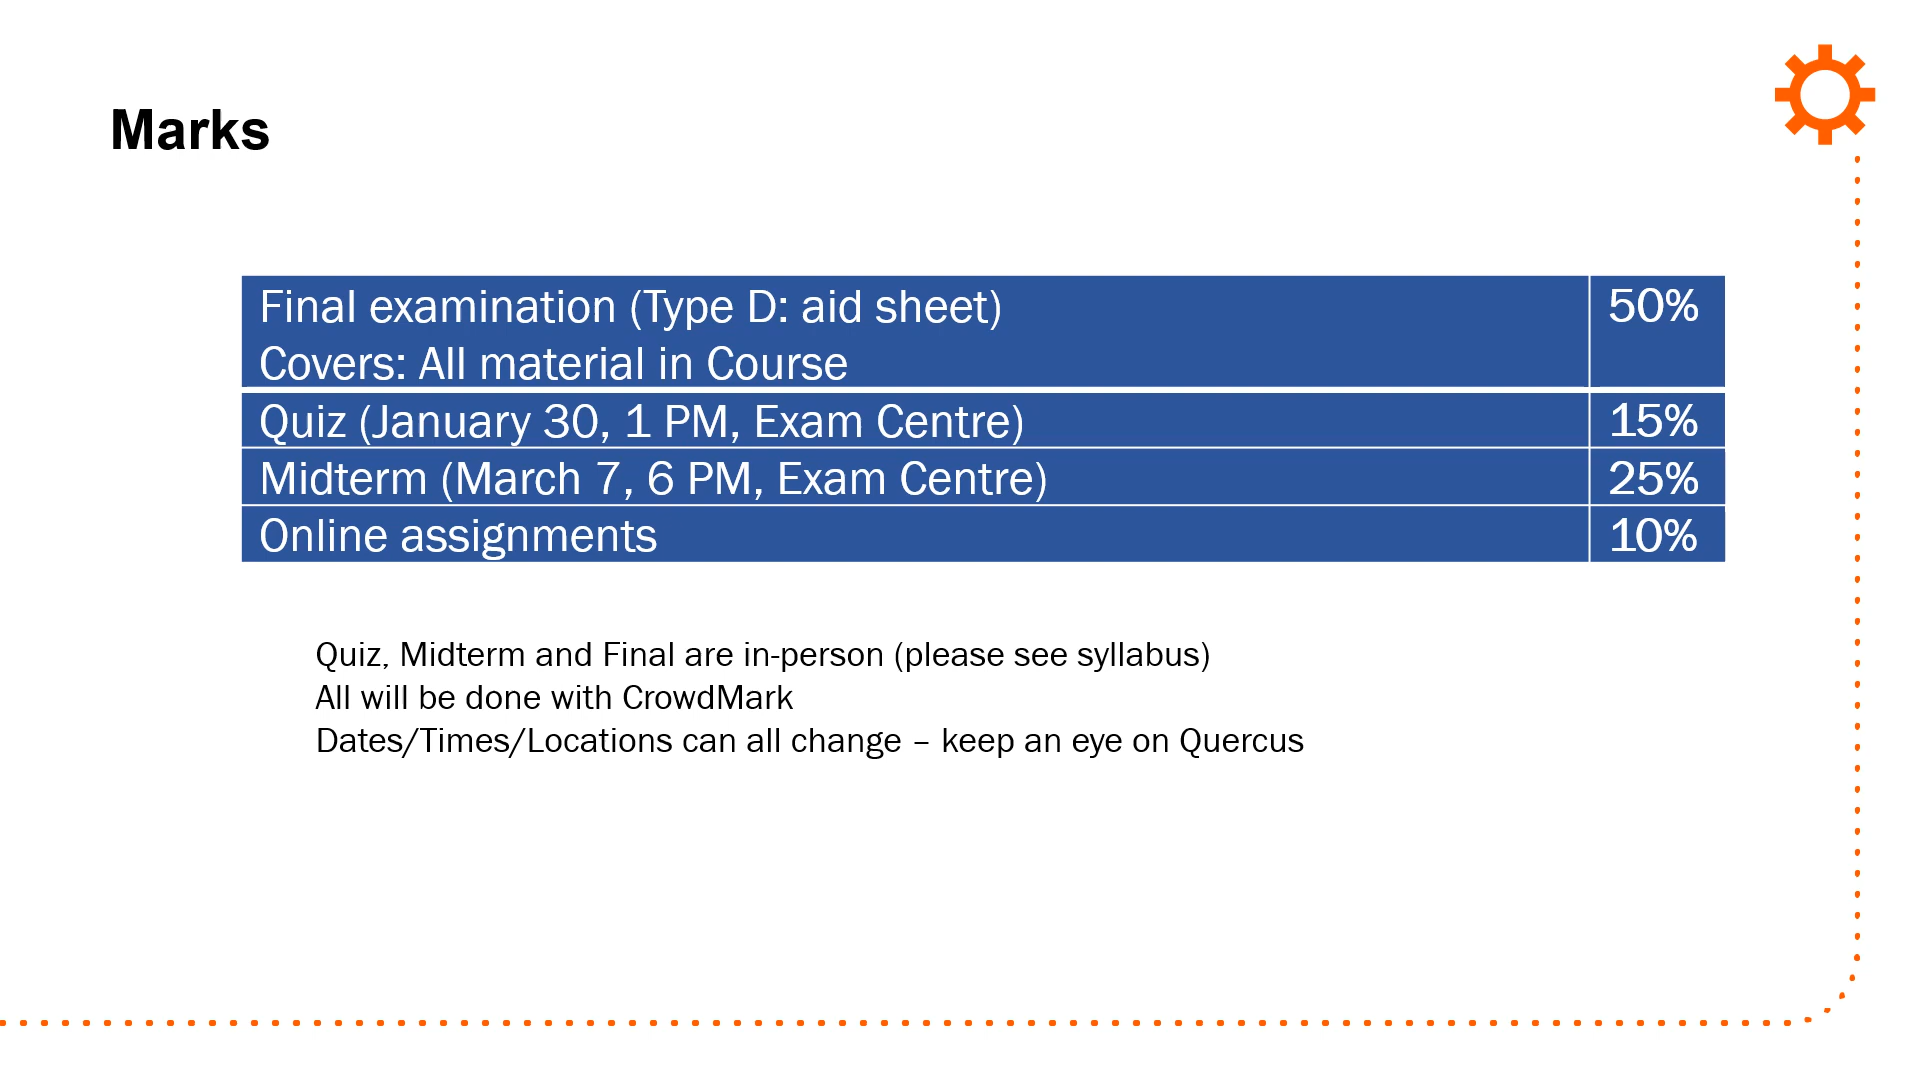 Marks
Final examination (Type D: aid sheet) 50%
Covers: All material in Course
Quiz (January 30, 1 PM, Exam Centre) 15%
Midterm (March 7, 6 PM, Exam Centre) 25%
Online assignments 10%
Quiz, Midterm and Final are in-person (please see syllabus)
All will be done with CrowdMark
Dates/Times/Locations can all change – keep an eye on Quercus